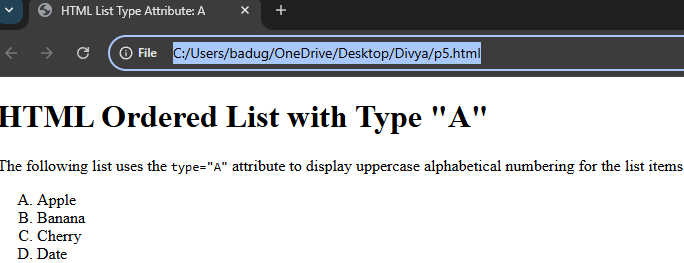 HTML List Type Attribute: A
File C:/Users/badug/OneDrive/Desktop/Divya/p5.html
HTML Ordered List with Type "A"
The following list uses the type="A" attribute to display uppercase alphabetical numbering for the list items
A. Apple
B. Banana
C. Cherry
D. Date